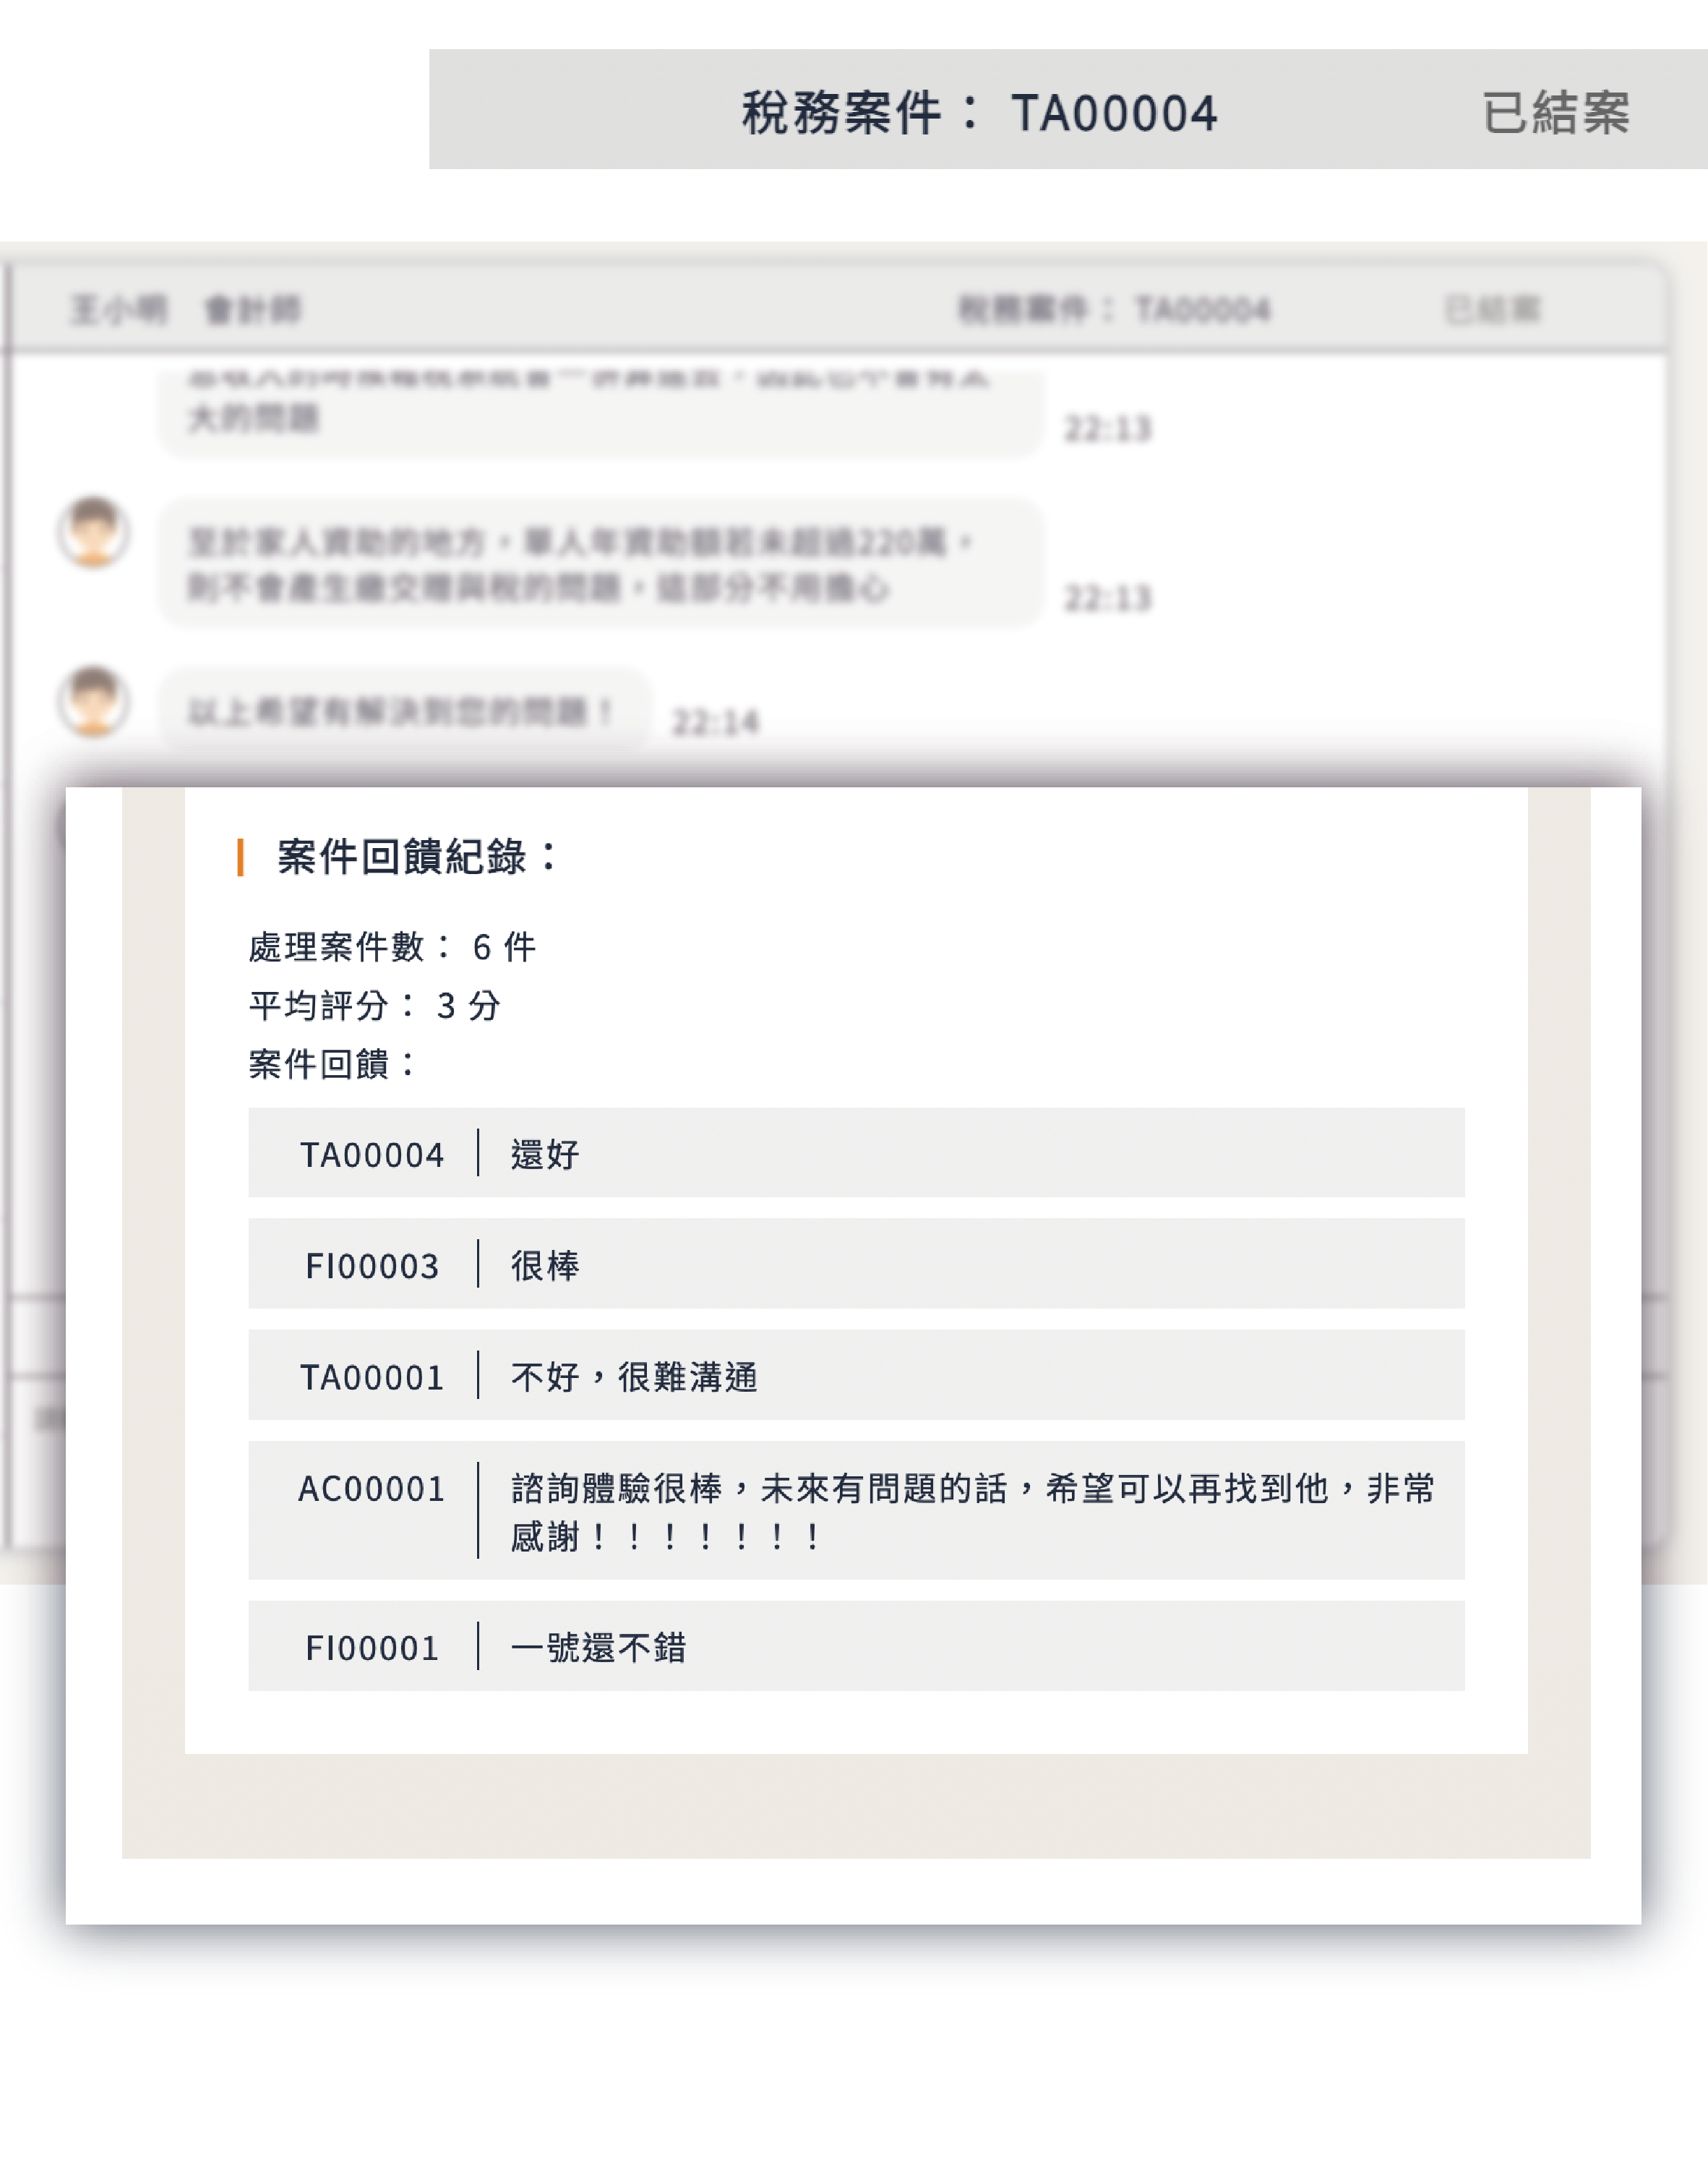 稅務案件： TA00004 已結案
王小明 會計師 稅務案件： TA00004 已結案
大的問題
22:13
至於家人資助的地方，單人年資助額若未超過220萬，
則不會產生繳交贈與稅的問題，這部分不用擔心
22:13
以上希望有解決到您的問題！ 22:14
案件回饋紀錄：
處理案件數： 6 件
平均評分： 3 分
案件回饋：
TA00004 還好
FI00003 很棒
TA00001 不好，很難溝通
AC00001 諮詢體驗很棒，未來有問題的話，希望可以再找到他，非常
感謝！！！！！！！
FI00001 一號還不錯